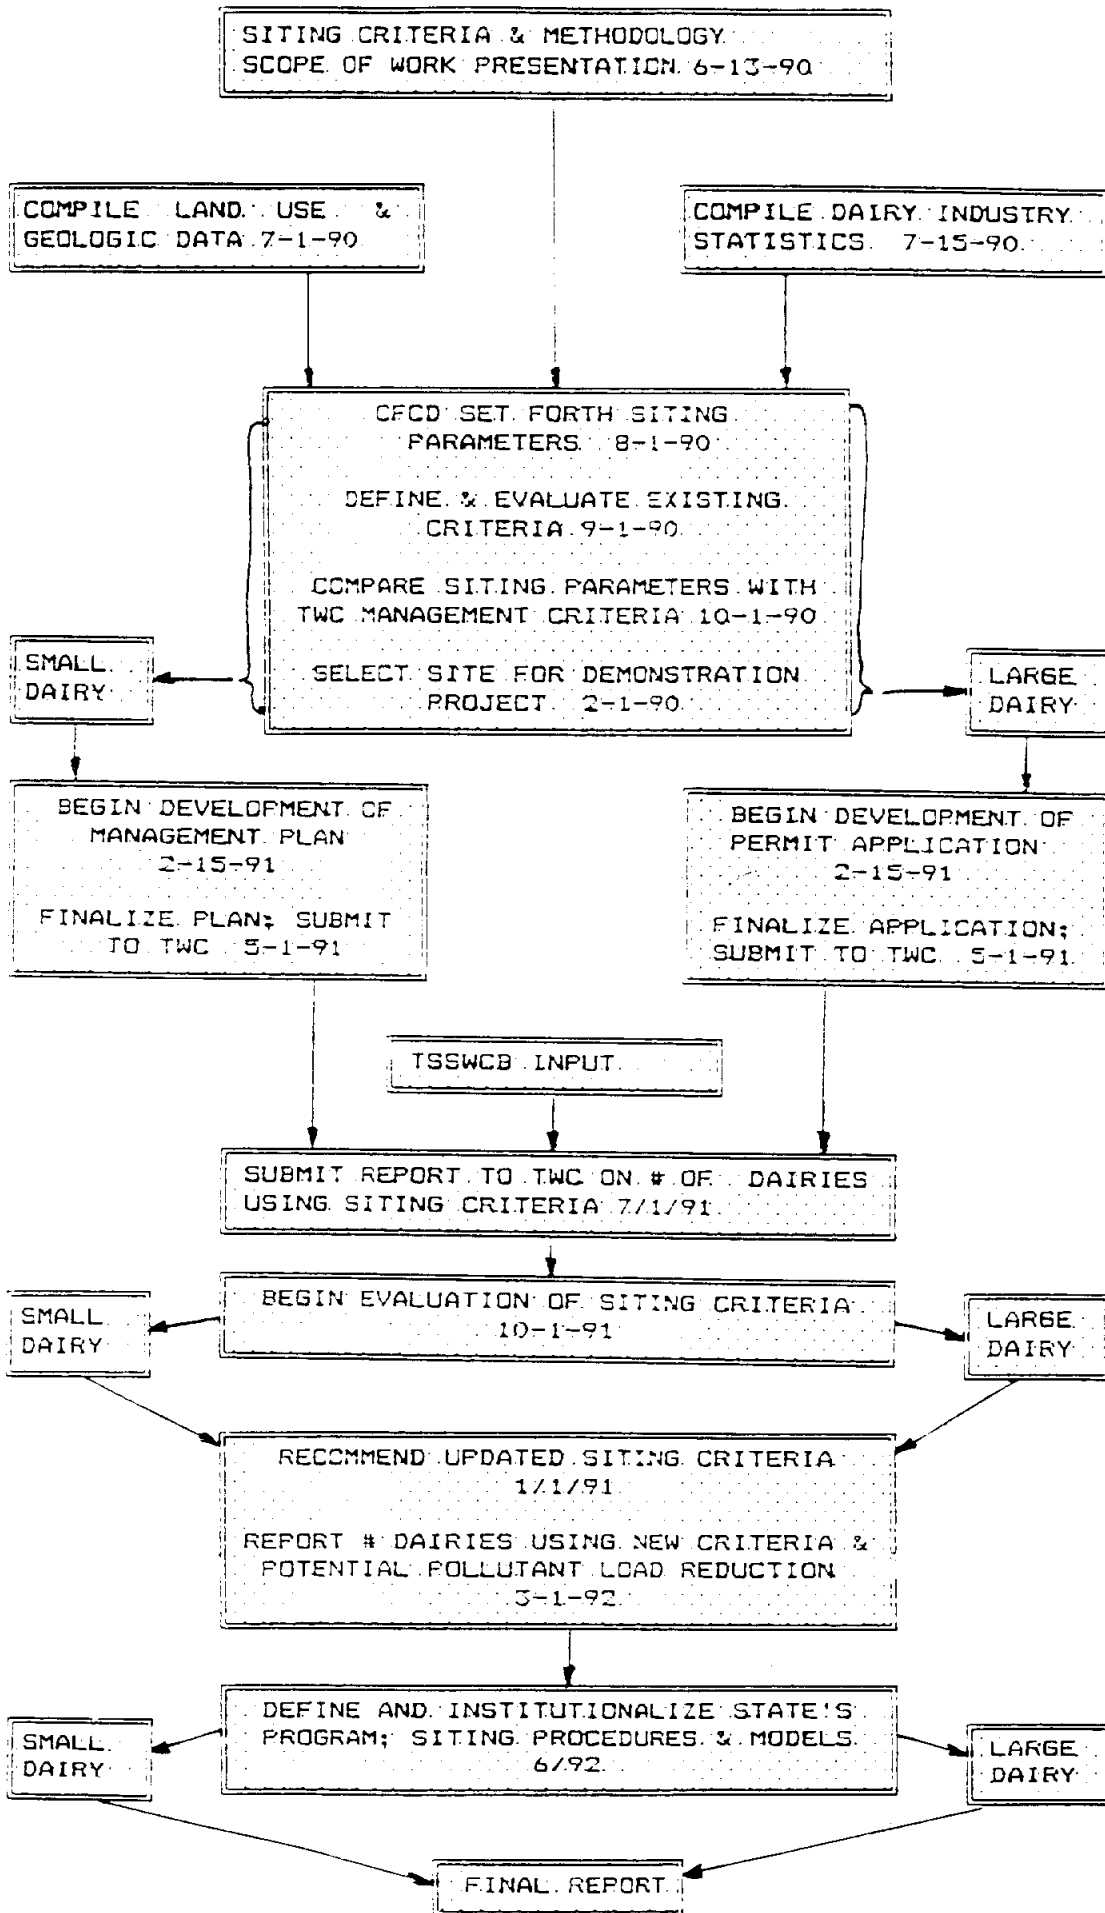 SITING CRITERIA & METHODOLOGY
SCOPE OF WORK PRESENTATION 6-13-90
COMPILE LAND USE &
GEOLOGIC DATA 7-1-90
COMPILE DAIRY INDUSTRY
STATISTICS. 7-15-90
CFCD SET FORTH SITING
PARAMETERS. 8-1-90
DEFINE & EVALUATE EXISTING
CRITERIA 9-1-90
COMPARE SITING PARAMETERS WITH
TWC MANAGEMENT CRITERIA 10-1-90
SELECT SITE FOR DEMONSTRATION
PROJECT 2-1-90
SMALL
DAIRY
LARGE
DAIRY
BEGIN DEVELOPMENT OF
MANAGEMENT PLAN
2-15-91
FINALIZE PLAN; SUBMIT
TO TWC 5-1-91
BEGIN DEVELOPMENT OF
PERMIT APPLICATION
2-15-91
FINALIZE APPLICATION;
SUBMIT TO TWC 5-1-91
TSSWCB INPUT
SUBMIT REPORT TO TWC ON # OF DAIRIES
USING SITING CRITERIA 7/1/91
BEGIN EVALUATION OF SITING CRITERIA
10-1-91
SMALL
DAIRY
LARGE
DAIRY
RECOMMEND UPDATED SITING CRITERIA
1/1/91
REPORT # DAIRIES USING NEW CRITERIA &
POTENTIAL POLLUTANT LOAD REDUCTION
3-1-92
DEFINE AND INSTITUTIONALIZE STATE'S
PROGRAM; SITING PROCEDURES & MODELS
6/92
SMALL
DAIRY
LARGE
DAIRY
FINAL REPORT